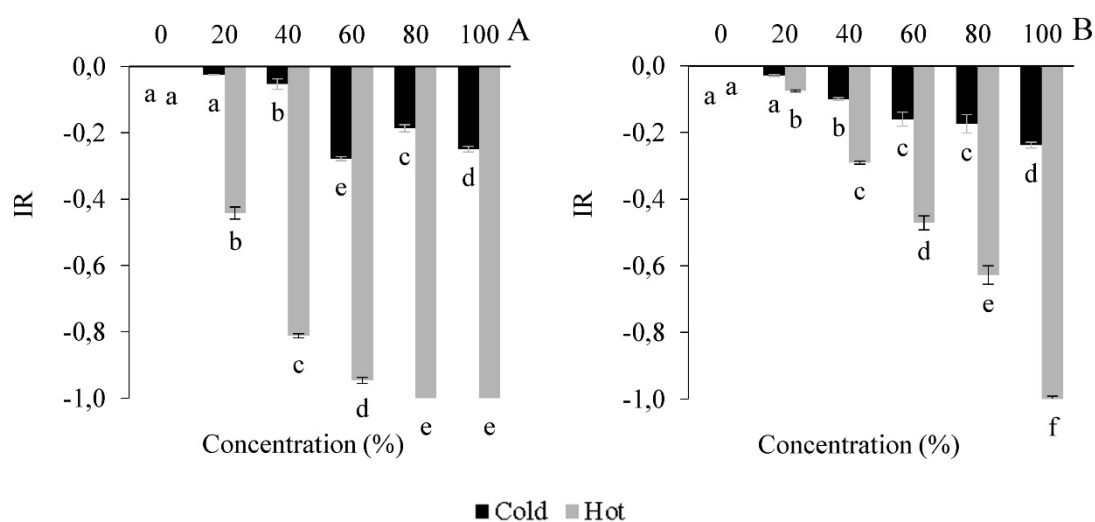 0 20 40 60 80 100 A
0,0
-0,2
-0,4
-0,6
-0,8
-1,0
IR
a a a b b c e d c e d e
Concentration (%)
0 20 40 60 80 100 B
0,0
-0,2
-0,4
-0,6
-0,8
-1,0
IR
a a a b b c c d c e d f
Concentration (%)
Cold Hot